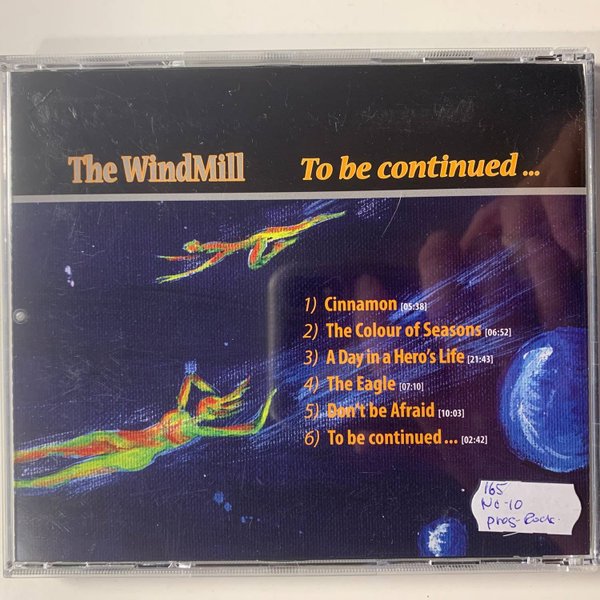 The WindMill To be continued ...
1) Cinnamon [05:38]
2) The Colour of Seasons [06:52]
3) A Day in a Hero's Life [21:43]
4) The Eagle [07:10]
5) Don't be Afraid [10:03]
6) To be continued ... [02:42]
165
NC-10
prog-Rock